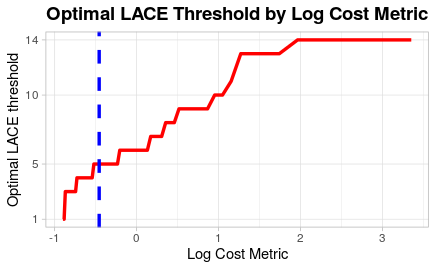 Optimal LACE Threshold by Log Cost Metric
Optimal LACE threshold
14
10
5
1
-1 0 1 2 3
Log Cost Metric